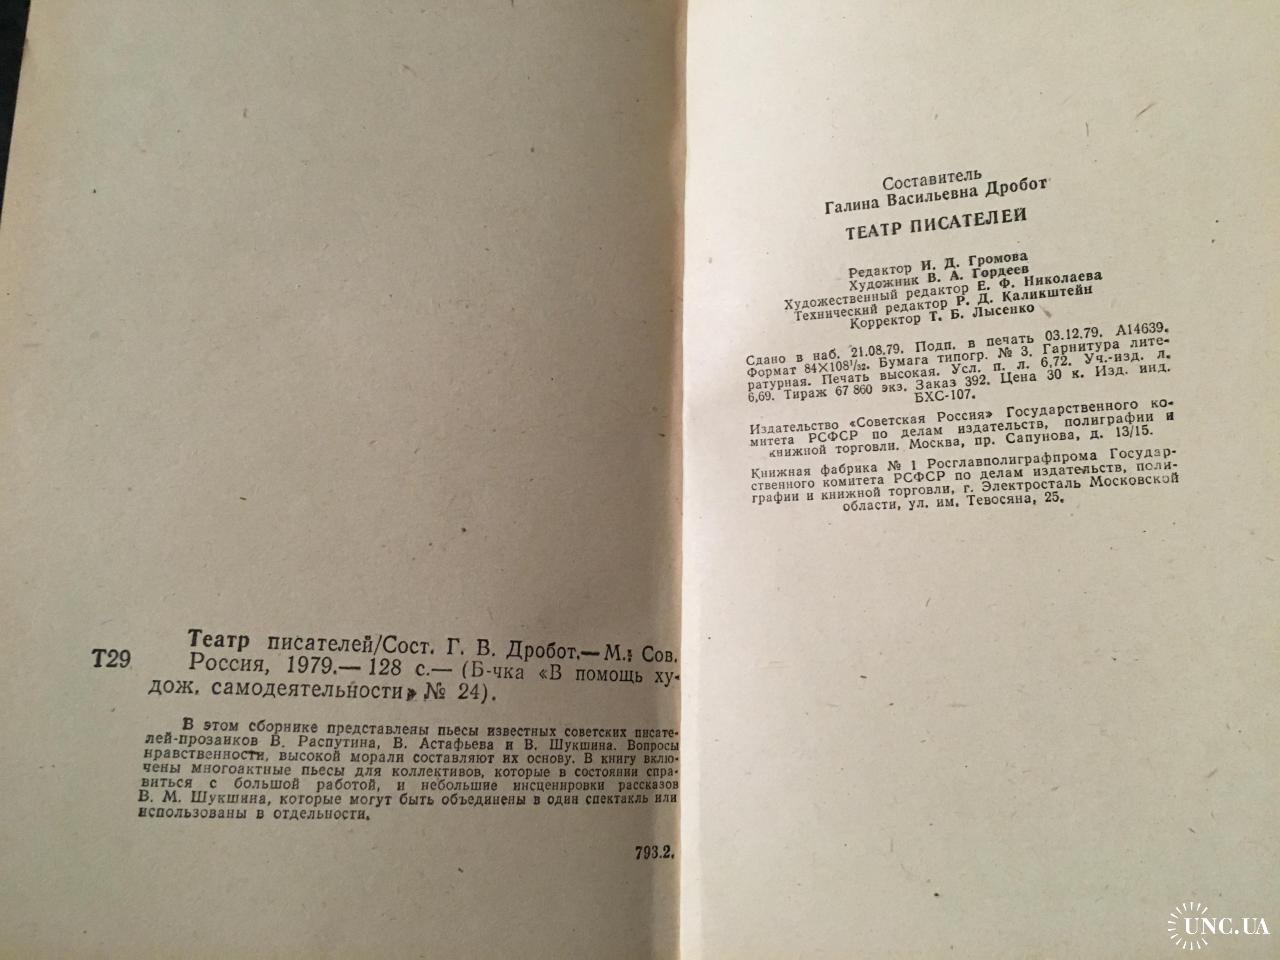 Театр писателей/Сост. Г. В. Дробот.— М.: Сов.
Т29 Россия, 1979.— 128 с.— (Б-чка «В помощь ху-
дож. самодеятельности» № 24).
В этом сборнике представлены пьесы известных советских писате-
лей-прозаиков В. Распутина, В. Астафьева и В. Шукшина. Вопросы
нравственности, высокой морали составляют их основу. В книгу вклю-
чены многоактные пьесы для коллективов, которые в состоянии спра-
виться с большой работой, и небольшие инсценировки рассказов
В. М. Шукшина, которые могут быть объединены в один спектакль или
использованы в отдельности.
793.2.
Составитель
Галина Васильевна Дробот
ТЕАТР ПИСАТЕЛЕЙ
Редактор И. Д. Громова
Художник В. А. Гордеев
Художественный редактор Е. Ф. Николаева
Технический редактор Р. Д. Каликштейн
Корректор Т. Б. Лысенко
Сдано в наб. 21.08.79. Подп. в печать 03.12.79. А14639.
Формат 84×108¹/₃₂. Бумага типогр. № 3. Гарнитура лите-
ратурная. Печать высокая. Усл. п. л. 6,72. Уч.-изд. л.
6,69. Тираж 67 860 экз. Заказ 392. Цена 30 к. Изд. инд.
БХС-107.
Издательство «Советская Россия» Государственного ко-
митета РСФСР по делам издательств, полиграфии и
книжной торговли. Москва, пр. Сапунова, д. 13/15.
Книжная фабрика № 1 Росглавполиграфпрома Государ-
ственного комитета РСФСР по делам издательств, поли-
графии и книжной торговли, г. Электросталь Московской
области, ул. им. Тевосяна, 25.
UNC.UA